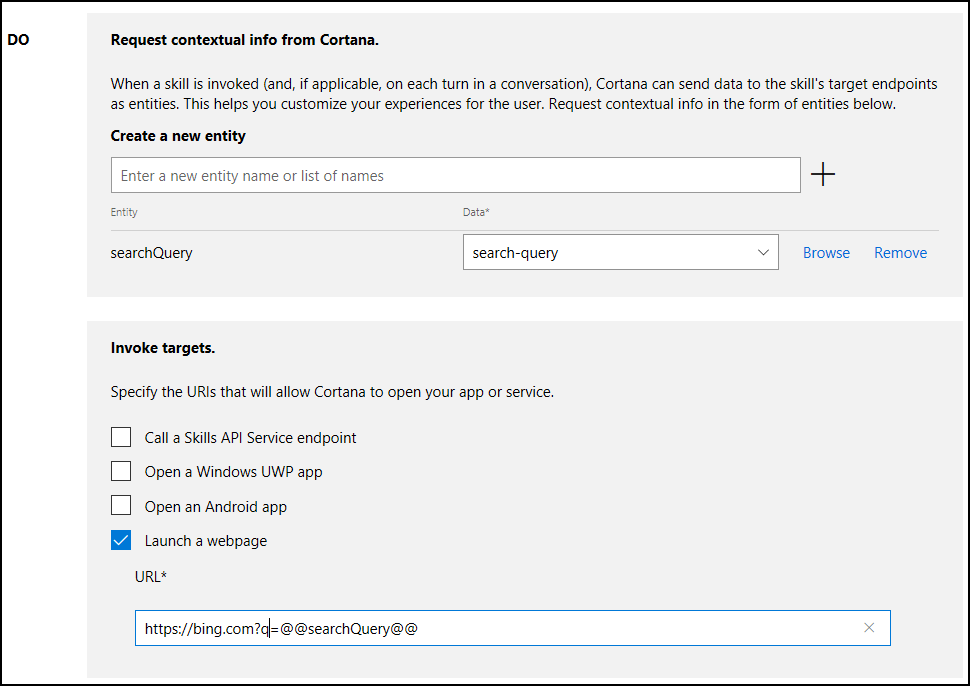 DO
Request contextual info from Cortana.
When a skill is invoked (and, if applicable, on each turn in a conversation), Cortana can send data to the skill's target endpoints
as entities. This helps you customize your experiences for the user. Request contextual info in the form of entities below.
Create a new entity
Enter a new entity name or list of names
Entity Data*
searchQuery search-query Browse Remove
Invoke targets.
Specify the URIs that will allow Cortana to open your app or service.
Call a Skills API Service endpoint
Open a Windows UWP app
Open an Android app
Launch a webpage
URL*
https://bing.com?q=@@searchQuery@@